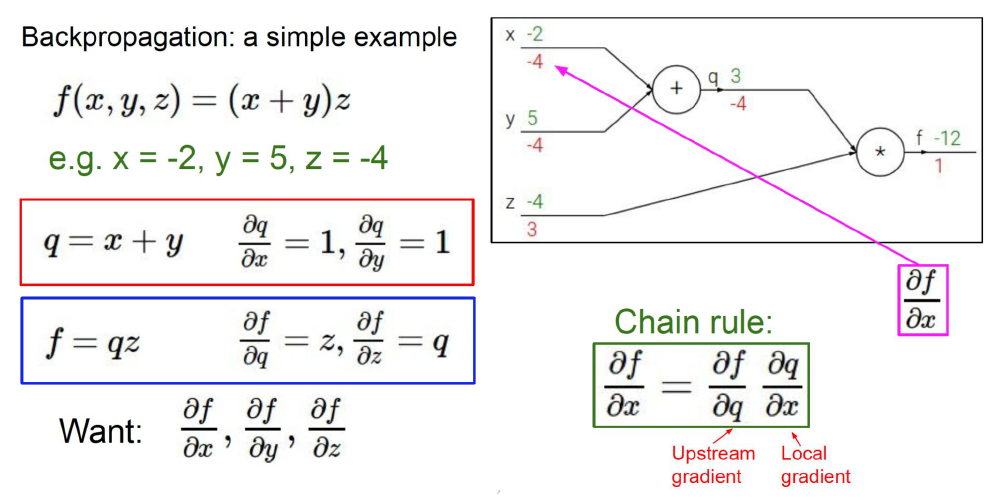 Backpropagation: a simple example
f(x, y, z) = (x + y)z
e.g. x = -2, y = 5, z = -4
q = x + y    ∂q/∂x = 1, ∂q/∂y = 1
f = qz    ∂f/∂q = z, ∂f/∂z = q
Want: ∂f/∂x, ∂f/∂y, ∂f/∂z
x -2
-4
y 5
-4
z -4
3
+
q 3
-4
*
f -12
1
∂f/∂x
Chain rule:
∂f/∂x = ∂f/∂q ∂q/∂x
Upstream gradient
Local gradient